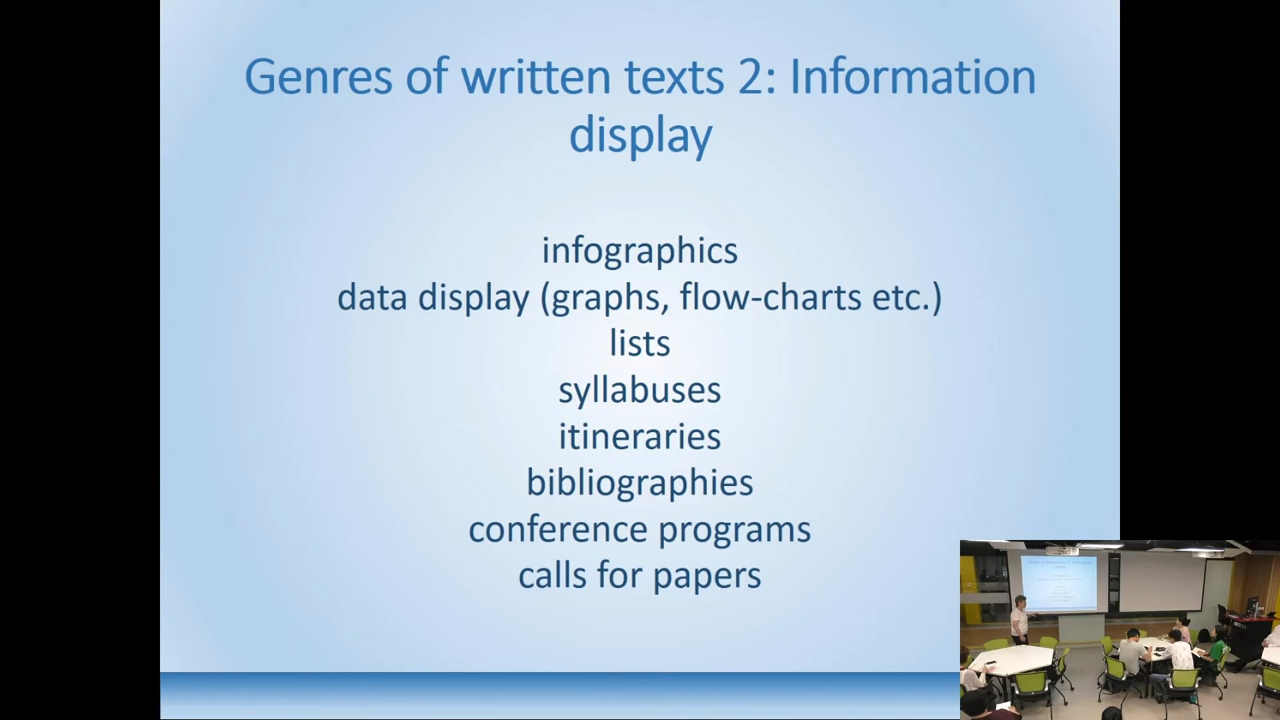 Genres of written texts 2: Information
display
infographics
data display (graphs, flow-charts etc.)
lists
syllabuses
itineraries
bibliographies
conference programs
calls for papers